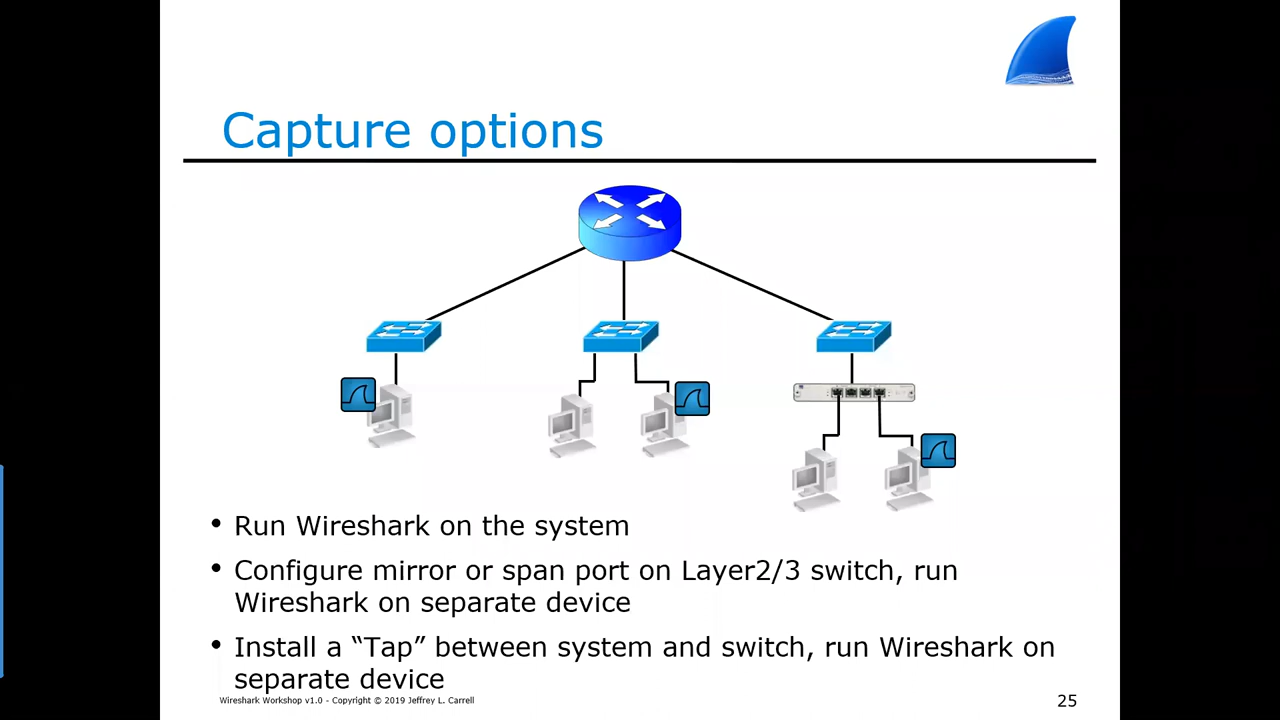 Capture options
• Run Wireshark on the system
• Configure mirror or span port on Layer2/3 switch, run
Wireshark on separate device
• Install a “Tap” between system and switch, run Wireshark on
separate device
Wireshark Workshop v1.0 - Copyright © 2019 Jeffrey L. Carrell
25